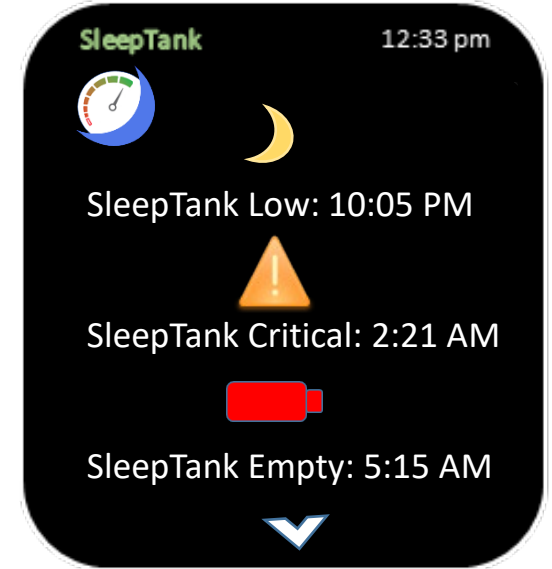 SleepTank 12:33 pm
SleepTank Low: 10:05 PM
SleepTank Critical: 2:21 AM
SleepTank Empty: 5:15 AM